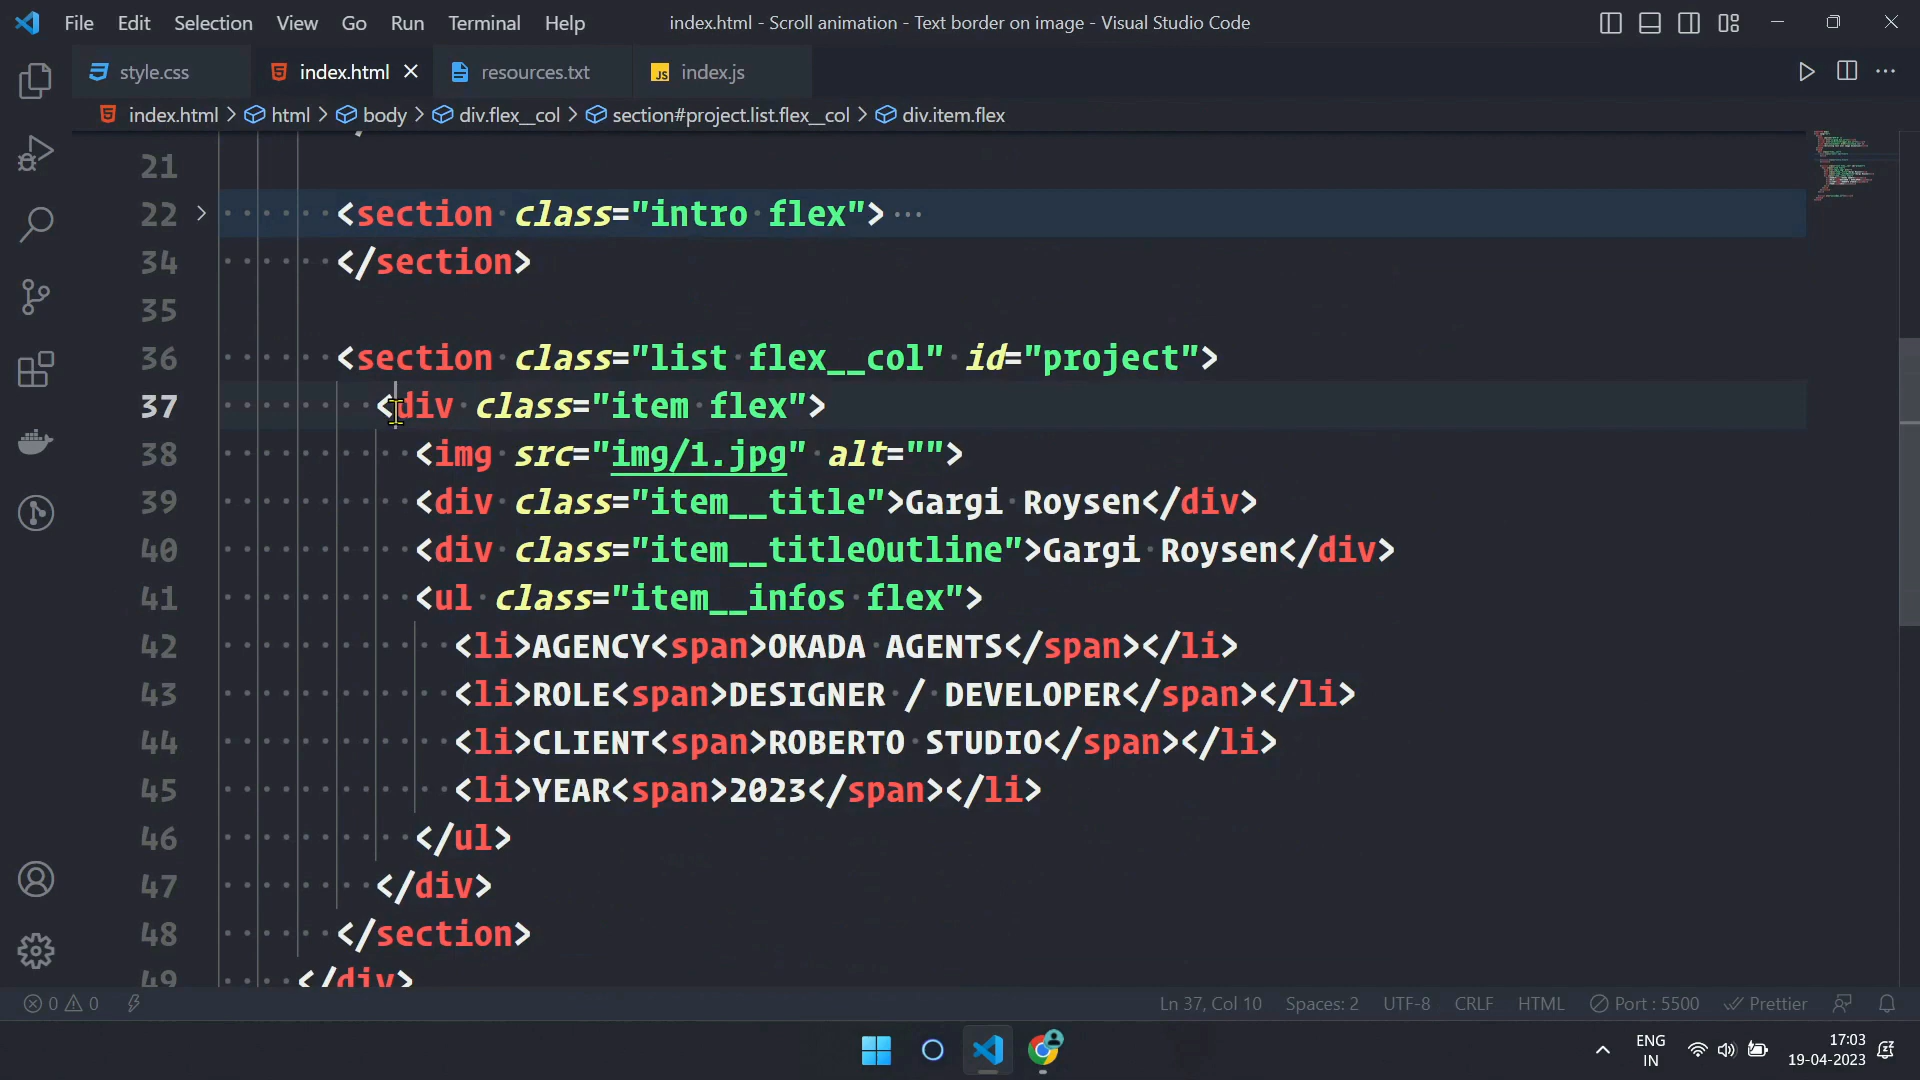 File Edit Selection View Go Run Terminal Help index.html - Scroll animation - Text border on image - Visual Studio Code
style.css index.html resources.txt JS index.js
index.html > html > body > div.flex__col > section#project.list.flex__col > div.item.flex
21
22 <section class="intro flex">···
34 </section>
35
36 <section class="list flex__col" id="project">
37 <div class="item flex">
38 <img src="img/1.jpg" alt="">
39 <div class="item__title">Gargi Roysen</div>
40 <div class="item__titleOutline">Gargi Roysen</div>
41 <ul class="item__infos flex">
42 <li>AGENCY<span>OKADA AGENTS</span></li>
43 <li>ROLE<span>DESIGNER / DEVELOPER</span></li>
44 <li>CLIENT<span>ROBERTO STUDIO</span></li>
45 <li>YEAR<span>2023</span></li>
46 </ul>
47 </div>
48 </section>
49 </div>
0 0 Ln 37, Col 10 Spaces: 2 UTF-8 CRLF HTML Port : 5500 Prettier
ENG 17:03
IN 19-04-2023